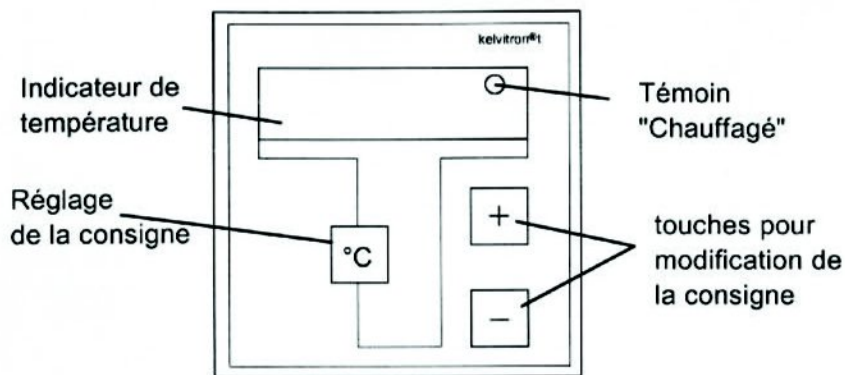 kelvitron®t
Indicateur de
température
Témoin
"Chauffagé"
Réglage
de la consigne
°C
+
-
touches pour
modification de
la consigne